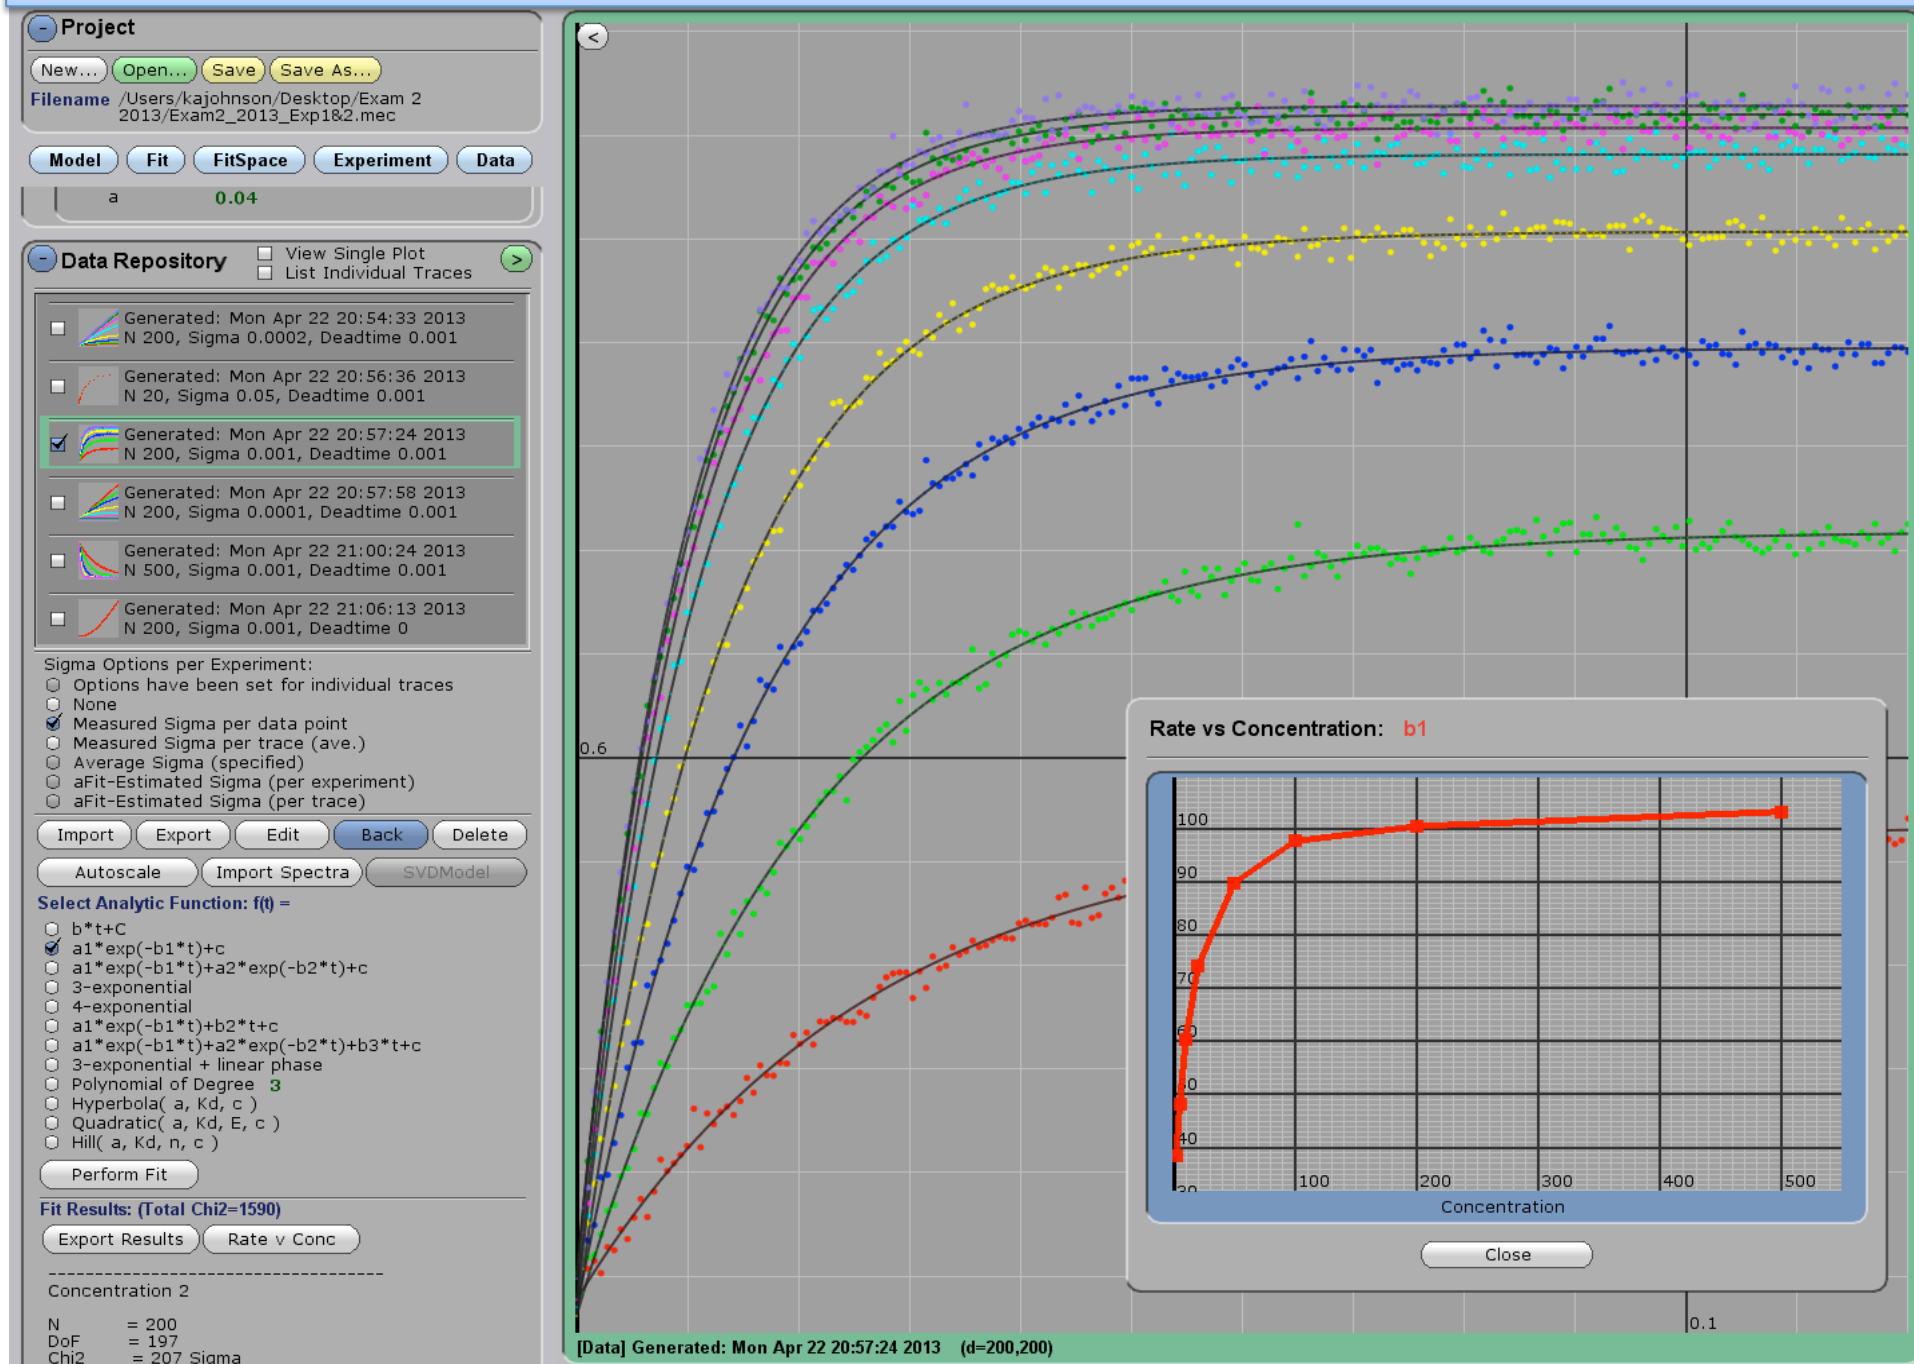 Project
New... Open... Save Save As...
Filename /Users/kajohnson/Desktop/Exam 2
2013/Exam2_2013_Exp1&2.mec
Model Fit FitSpace Experiment Data
a 0.04
Data Repository
View Single Plot
List Individual Traces
>
Generated: Mon Apr 22 20:54:33 2013
N 200, Sigma 0.0002, Deadtime 0.001
Generated: Mon Apr 22 20:56:36 2013
N 20, Sigma 0.05, Deadtime 0.001
Generated: Mon Apr 22 20:57:24 2013
N 200, Sigma 0.001, Deadtime 0.001
Generated: Mon Apr 22 20:57:58 2013
N 200, Sigma 0.0001, Deadtime 0.001
Generated: Mon Apr 22 21:00:24 2013
N 500, Sigma 0.001, Deadtime 0.001
Generated: Mon Apr 22 21:06:13 2013
N 200, Sigma 0.001, Deadtime 0
Sigma Options per Experiment:
Options have been set for individual traces
None
Measured Sigma per data point
Measured Sigma per trace (ave.)
Average Sigma (specified)
aFit-Estimated Sigma (per experiment)
aFit-Estimated Sigma (per trace)
Import Export Edit Back Delete
Autoscale Import Spectra SVDModel
Select Analytic Function: f(t) =
b*t+C
a1*exp(-b1*t)+c
a1*exp(-b1*t)+a2*exp(-b2*t)+c
3-exponential
4-exponential
a1*exp(-b1*t)+b2*t+c
a1*exp(-b1*t)+a2*exp(-b2*t)+b3*t+c
3-exponential + linear phase
Polynomial of Degree 3
Hyperbola( a, Kd, c )
Quadratic( a, Kd, E, c )
Hill( a, Kd, n, c )
Perform Fit
Fit Results: (Total Chi2=1590)
Export Results Rate v Conc
------------------------------------
Concentration 2
N = 200
DoF = 197
Chi2 = 207 Sigma
<
0.6
0.1
[Data] Generated: Mon Apr 22 20:57:24 2013 (d=200,200)
Rate vs Concentration: b1
100
90
80
70
60
50
40
30
100 200 300 400 500
Concentration
Close